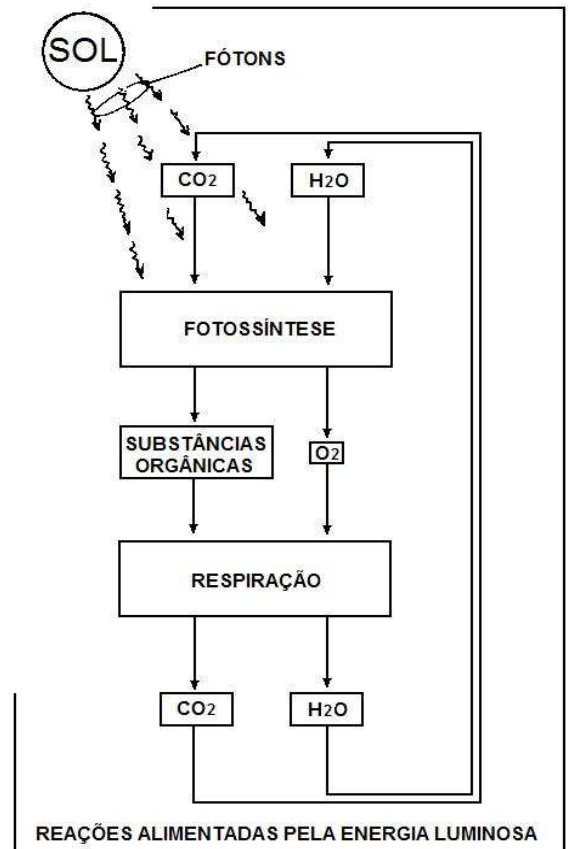 SOL
FÓTONS
CO2
H2O
FOTOSSÍNTESE
SUBSTÂNCIAS
ORGÂNICAS
O2
RESPIRAÇÃO
CO2
H2O
REAÇÕES ALIMENTADAS PELA ENERGIA LUMINOSA